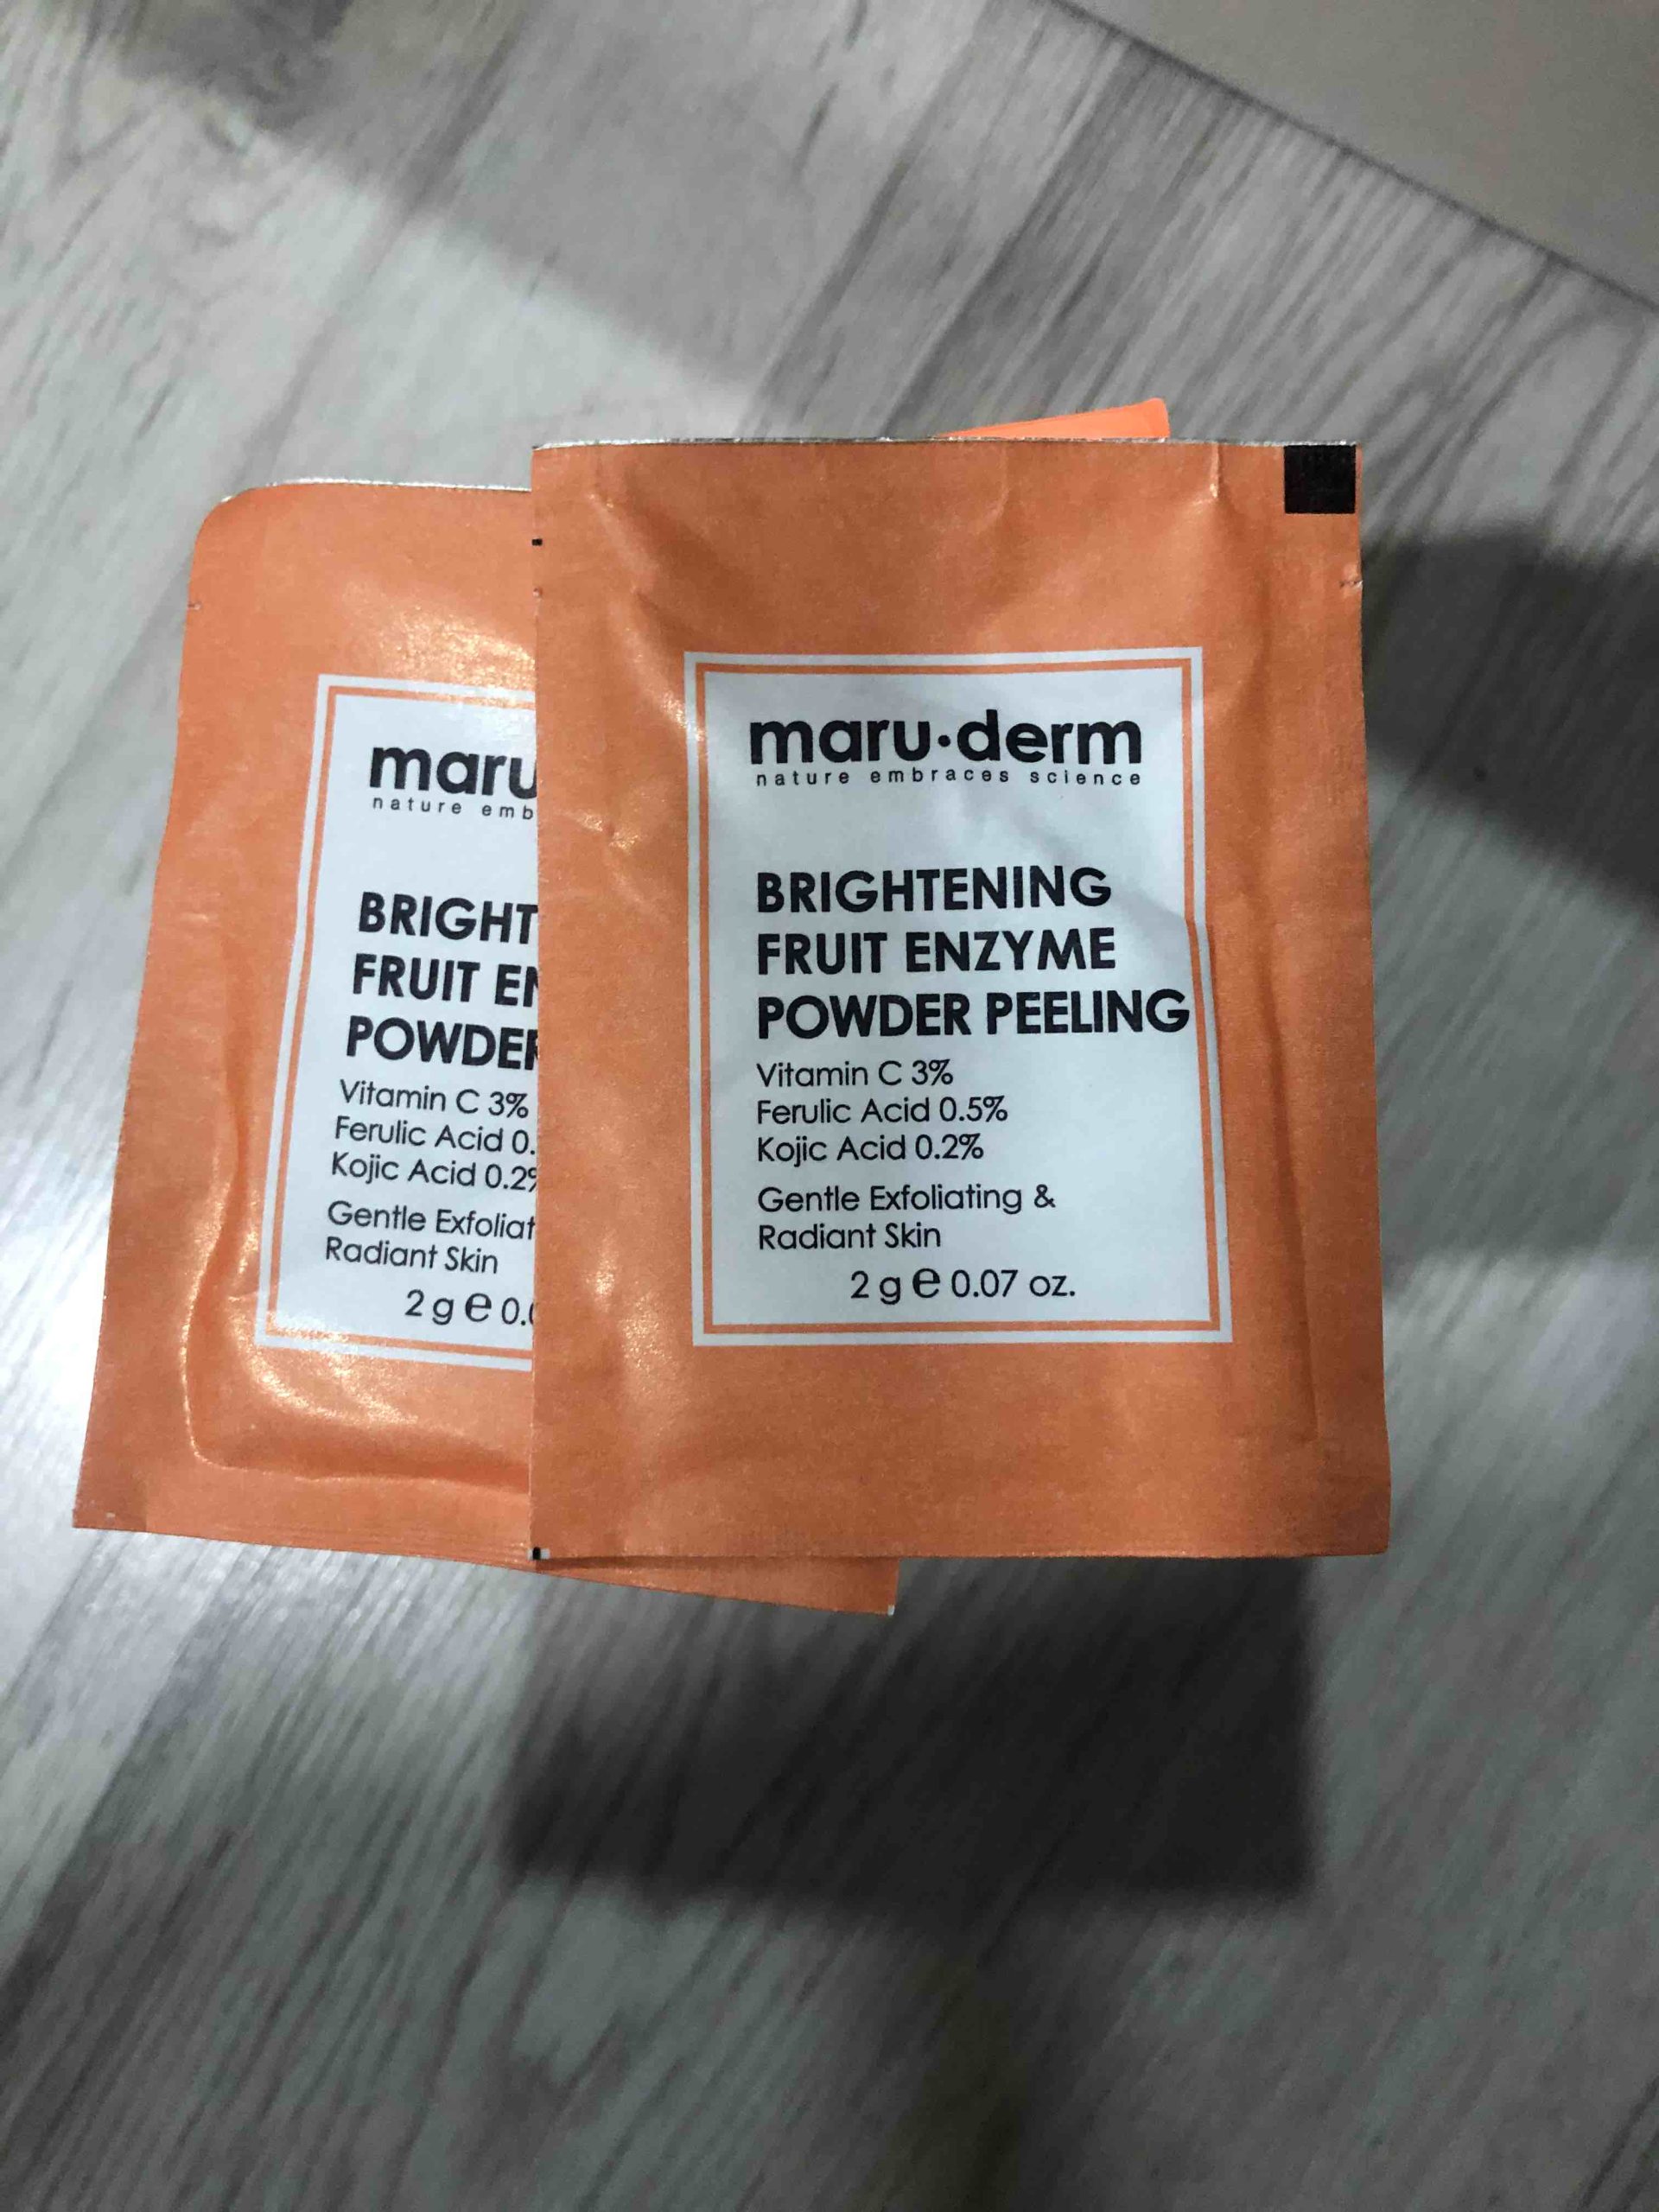 maru
nature emb
BRIGHT
FRUIT EN
POWDER
Vitamin C 3%
Ferulic Acid 0.
Kojic Acid 0.2%
Gentle Exfoliat
Radiant Skin
2 g e 0.0
maru·derm
nature embraces science
BRIGHTENING
FRUIT ENZYME
POWDER PEELING
Vitamin C 3%
Ferulic Acid 0.5%
Kojic Acid 0.2%
Gentle Exfoliating &
Radiant Skin
2 g e 0.07 oz.